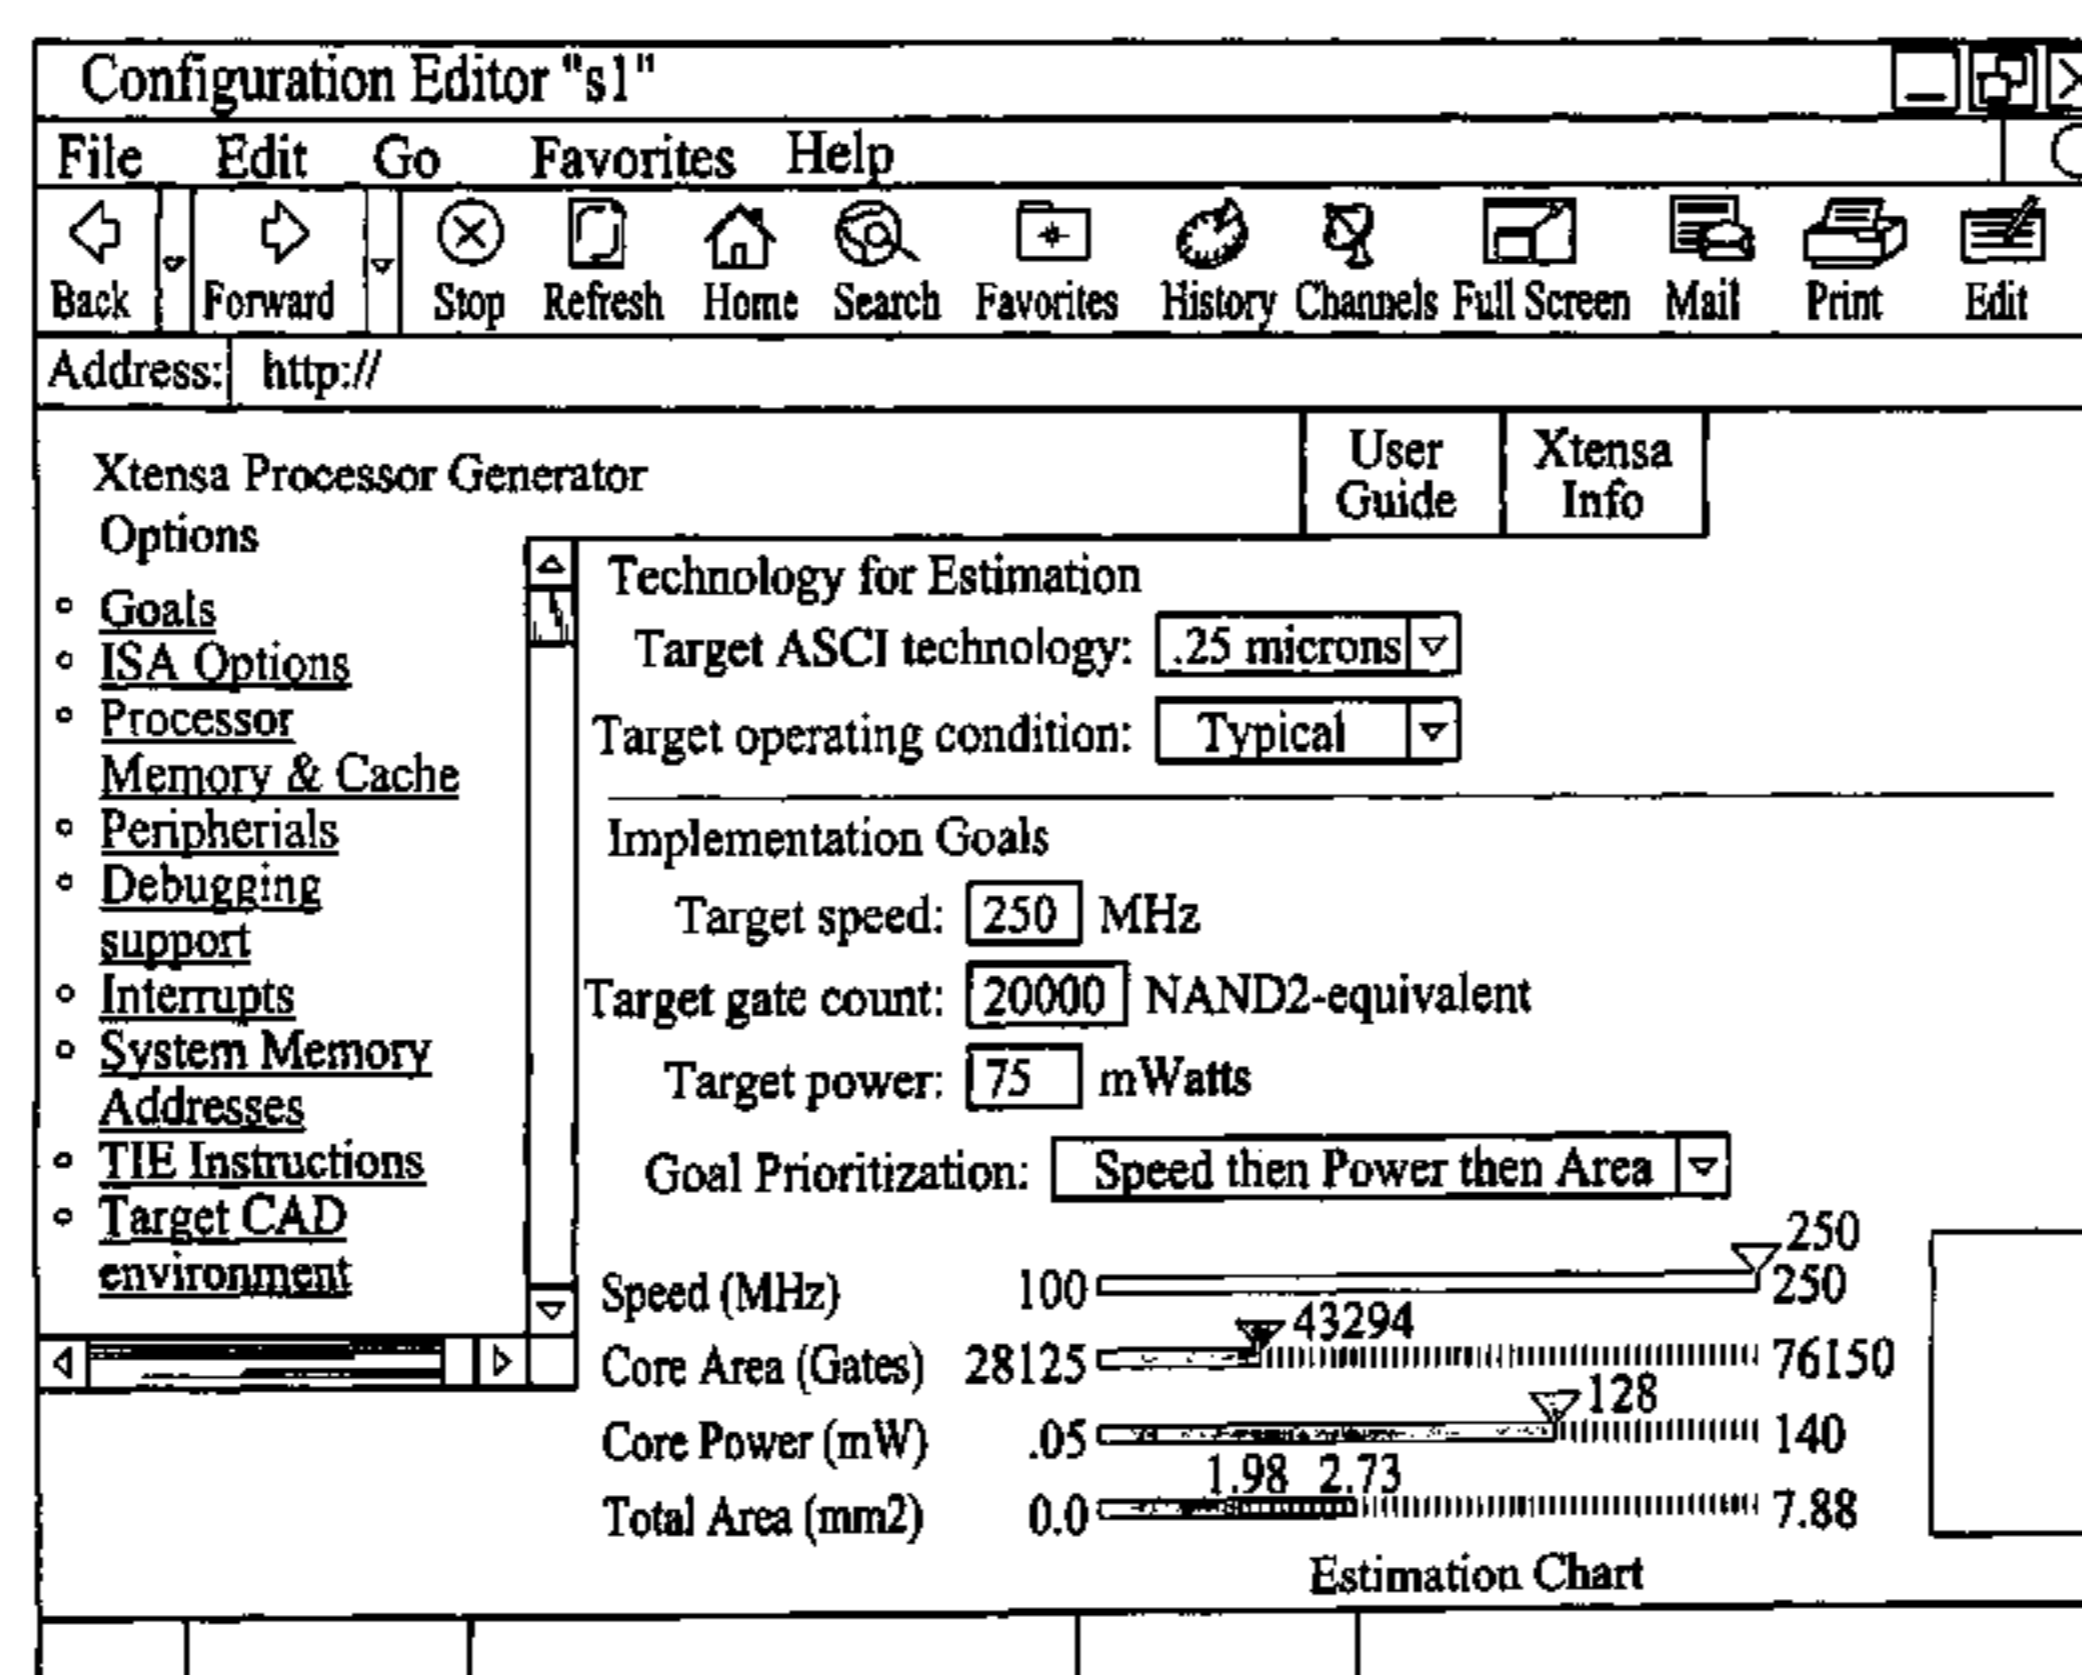 Configuration Editor "s1"
File Edit Go Favorites Help
Back Forward Stop Refresh Home Search Favorites History Channels Full Screen Mail Print Edit
Address: http://
Xtensa Processor Generator
User Guide
Xtensa Info
Options
Goals
ISA Options
Processor
Memory & Cache
Peripherials
Debugging
support
Interrupts
System Memory
Addresses
TIE Instructions
Target CAD
environment
Technology for Estimation
Target ASCI technology: .25 microns
Target operating condition: Typical
Implementation Goals
Target speed: 250 MHz
Target gate count: 20000 NAND2-equivalent
Target power: 75 mWatts
Goal Prioritization: Speed then Power then Area
250
Speed (MHz) 100 250
43294
Core Area (Gates) 28125 76150
128
Core Power (mW) .05 140
1.98 2.73
Total Area (mm2) 0.0 7.88
Estimation Chart